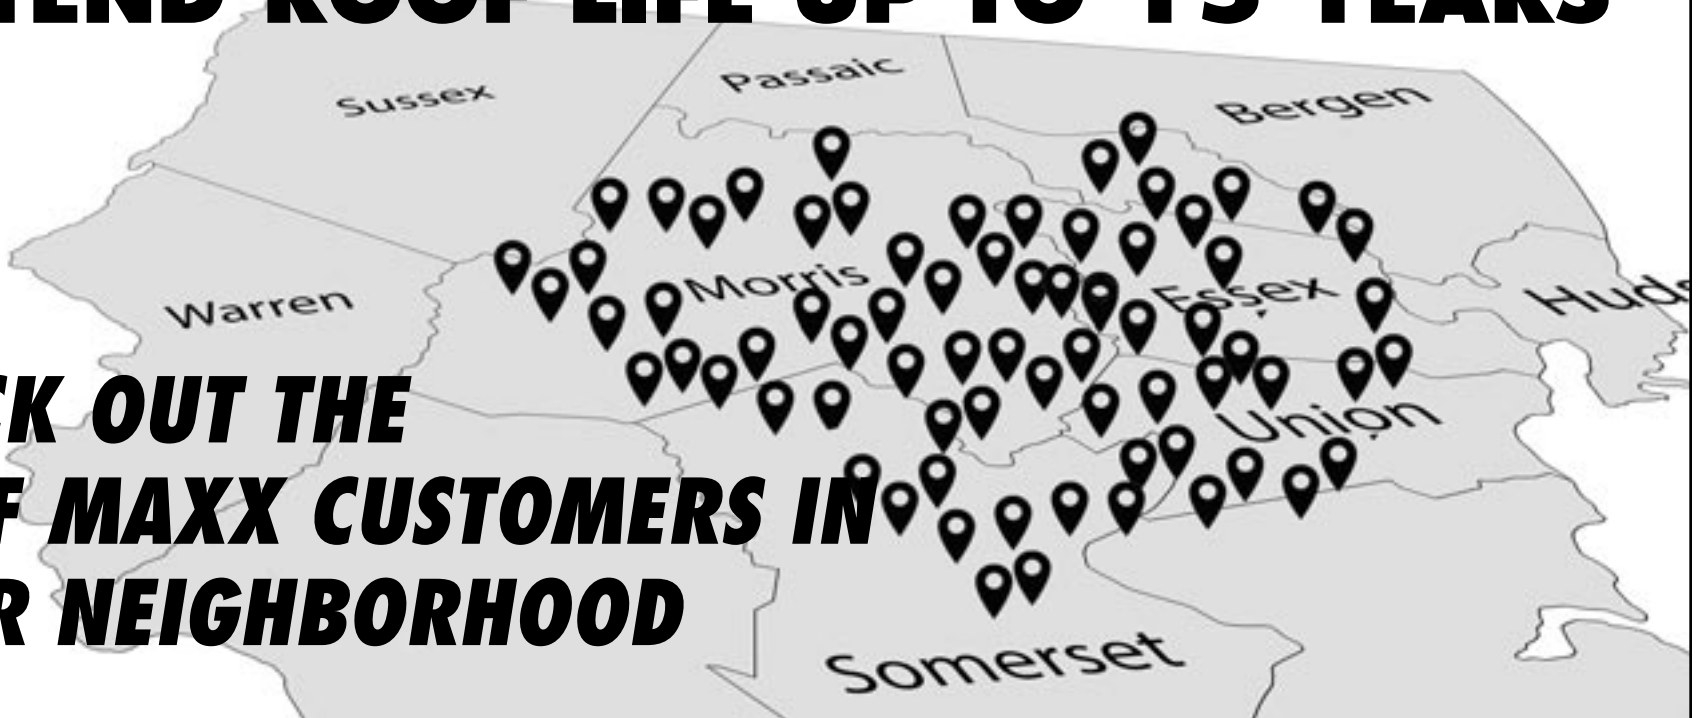 TEND ROOF LIFE UP TO 15 YEARS
Passaic
Sussex
Bergen
Morris
Essex
Warren
Huds
CK OUT THE
Union
F MAXX CUSTOMERS IN
R NEIGHBORHOOD
Somerset